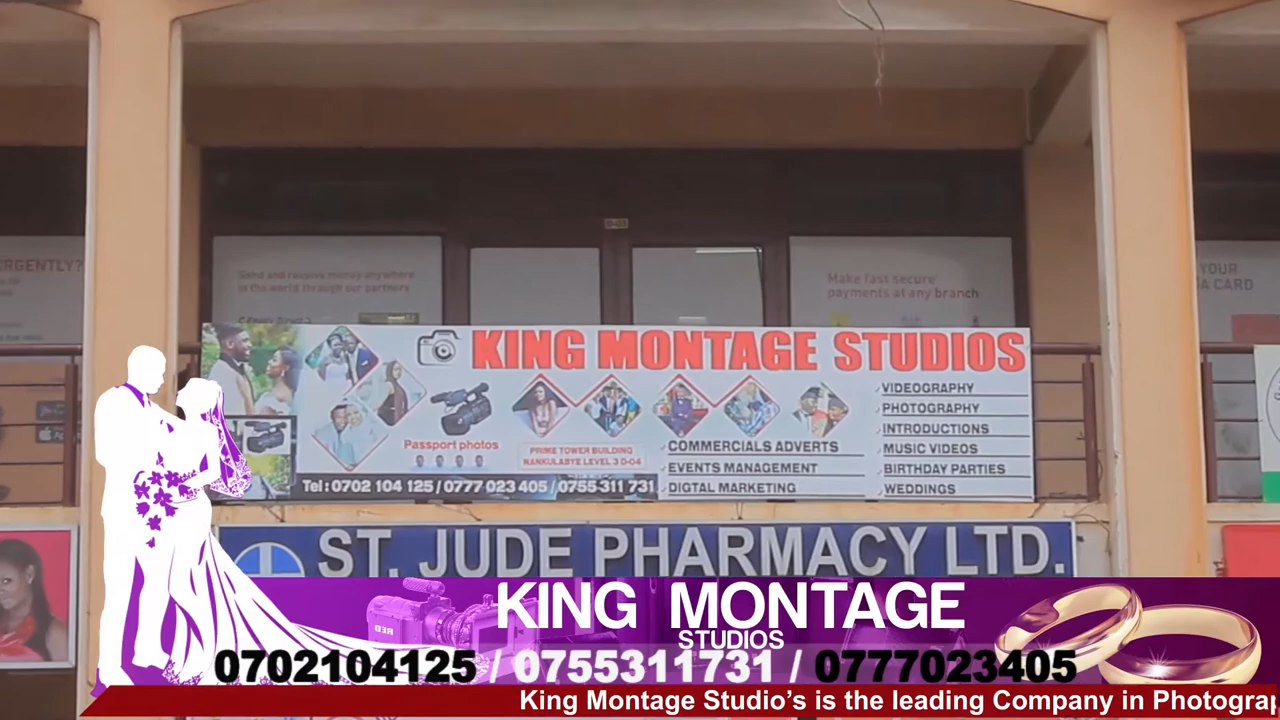 RGENTLY?
Send and receive money anywhere
in the world through our partners
Make fast secure
payments at any branch
YOUR
A CARD
KING MONTAGE STUDIOS
VIDEOGRAPHY
PHOTOGRAPHY
INTRODUCTIONS
MUSIC VIDEOS
BIRTHDAY PARTIES
WEDDINGS
COMMERCIALS ADVERTS
EVENTS MANAGEMENT
DIGTAL MARKETING
Passport photos
PRIME TOWER BUILDING
NANKULABYE LEVEL 3 D-04
Tel: 0702 104 125 / 0777 023 405 / 0755 311 731
ST. JUDE PHARMACY LTD.
RED
KING MONTAGE
STUDIOS
0702104125 / 0755311731 / 0777023405
King Montage Studio's is the leading Company in Photograp